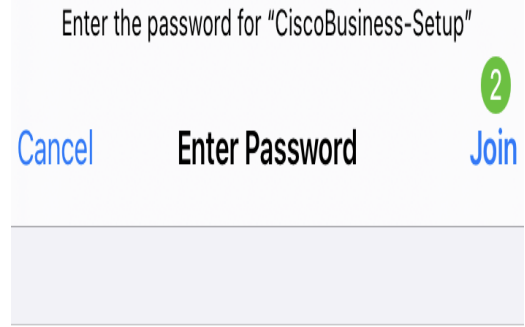 Enter the password for “CiscoBusiness-Setup”
2
Cancel Enter Password Join